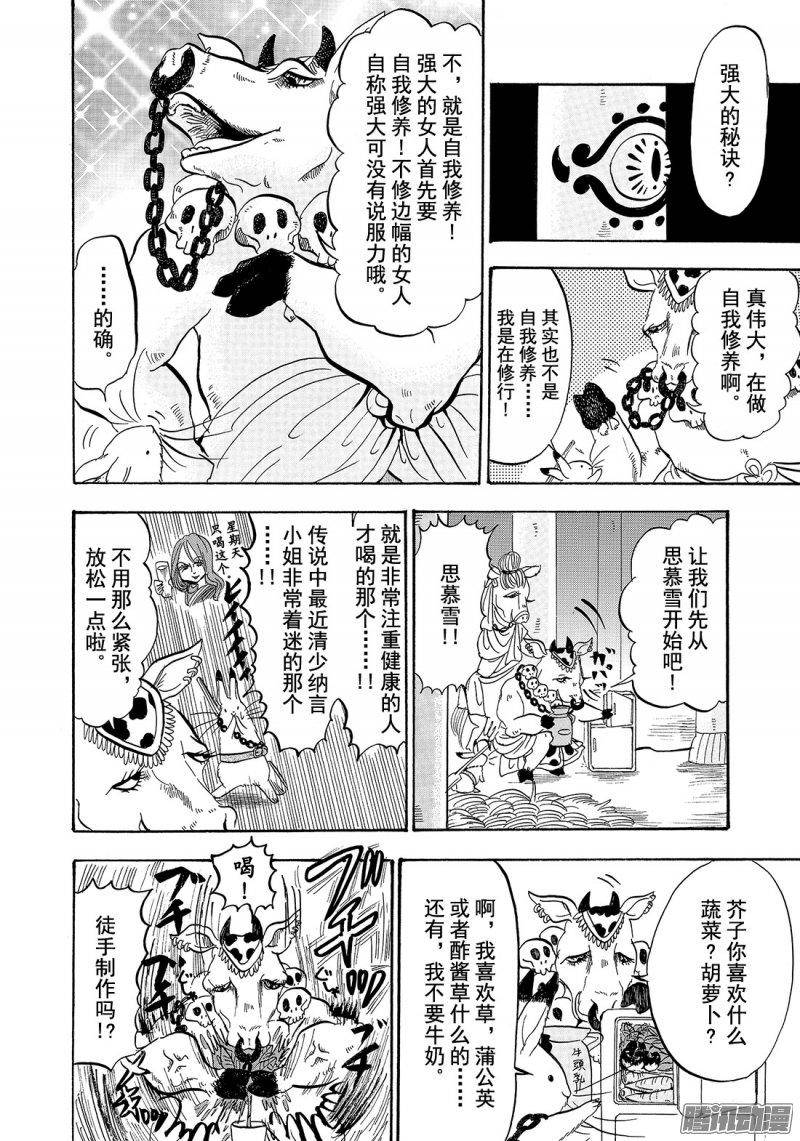 强大的秘诀？
不，就是自我修养！
强大的女人首先要
自我修养！不修边幅的女人
自称强大可没有说服力哦。
……的确。
真伟大，在做
自我修养啊。
其实也不是
自我修养……
我是在修行！
让我们先从
思慕雪开始吧！
思慕雪！！
就是非常注重健康的人
才喝的那个………！！
传说中最近清少纳言
小姐非常着迷的那个
……！！
星期天
只喝这个
不用那么紧张，
放松一点啦。
芥子你喜欢什么
蔬菜？胡萝卜？
牛頭乳
啊，我喜欢草，蒲公英
或者酢酱草什么的……
还有，我不要牛奶。
喝！
ブチブチ
ブチブチ
徒手制作吗！？
腾讯动漫